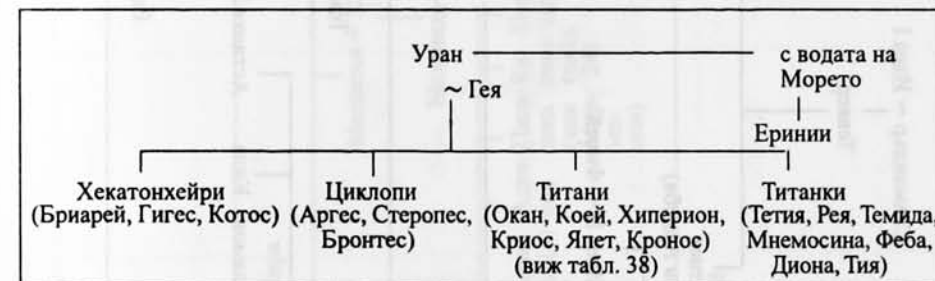 Уран
~ Гея
с водата на
Морето
Еринии
Хекатонхейри
(Бриарей, Гигес, Котос)
Циклопи
(Аргес, Стеропес,
Бронтес)
Титани
(Окан, Коей, Хиперион,
Криос, Япет, Кронос)
(виж табл. 38)
Титанки
(Тетия, Рея, Темида,
Мнемосина, Феба,
Диона, Тия)